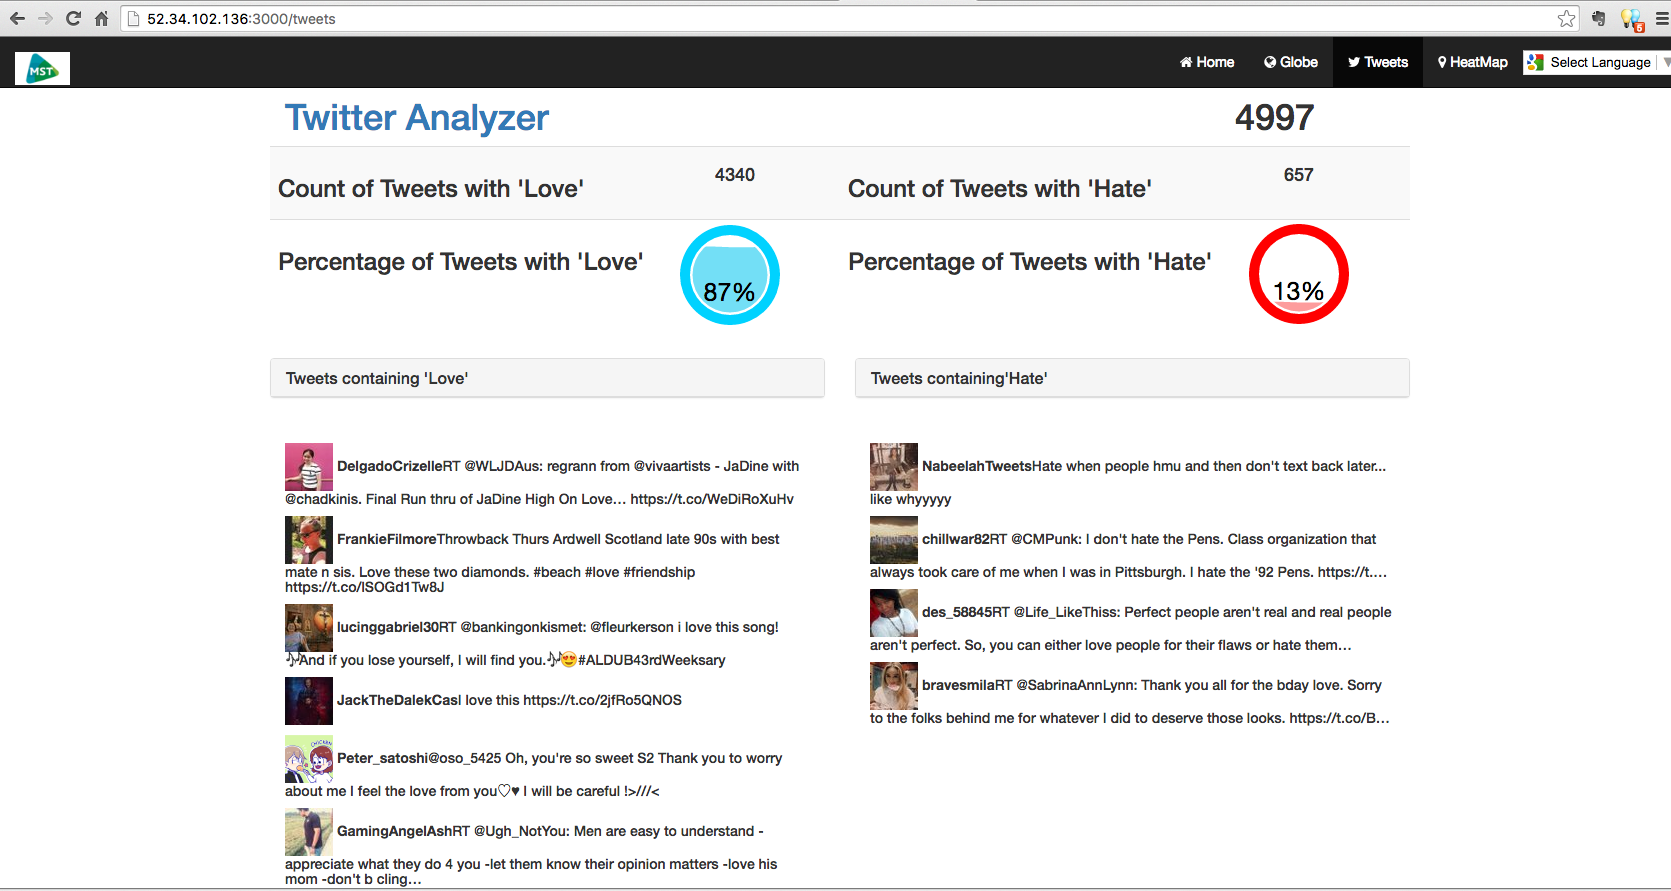 52.34.102.136:3000/tweets
6
MST
Home
Globe
Tweets
HeatMap
Select Language
Twitter Analyzer
4997
Count of Tweets with 'Love'
4340
Count of Tweets with 'Hate'
657
Percentage of Tweets with 'Love'
87%
Percentage of Tweets with 'Hate'
13%
Tweets containing 'Love'
DelgadoCrizelleRT @WLJDAus: regrann from @vivaartists - JaDine with
@chadkinis. Final Run thru of JaDine High On Love… https://t.co/WeDiRoXuHv
FrankieFilmoreThrowback Thurs Ardwell Scotland late 90s with best
mate n sis. Love these two diamonds. #beach #love #friendship
https://t.co/lSOGd1Tw8J
lucinggabriel30RT @bankingonkismet: @fleurkerson i love this song!
🎶And if you lose yourself, I will find you.🎶😍#ALDUB43rdWeeksary
JackTheDalekCasI love this https://t.co/2jfRo5QNOS
Peter_satoshi@oso_5425 Oh, you're so sweet S2 Thank you to worry
about me I feel the love from you♡♥ I will be careful !>///<
GamingAngelAshRT @Ugh_NotYou: Men are easy to understand -
appreciate what they do 4 you -let them know their opinion matters -love his
mom -don't b cling…
Tweets containing'Hate'
NabeelahTweetsHate when people hmu and then don't text back later...
like whyyyyy
chillwar82RT @CMPunk: I don't hate the Pens. Class organization that
always took care of me when I was in Pittsburgh. I hate the '92 Pens. https://t.…
des_58845RT @Life_LikeThiss: Perfect people aren't real and real people
aren't perfect. So, you can either love people for their flaws or hate them…
bravesmilaRT @SabrinaAnnLynn: Thank you all for the bday love. Sorry
to the folks behind me for whatever I did to deserve those looks. https://t.co/B…